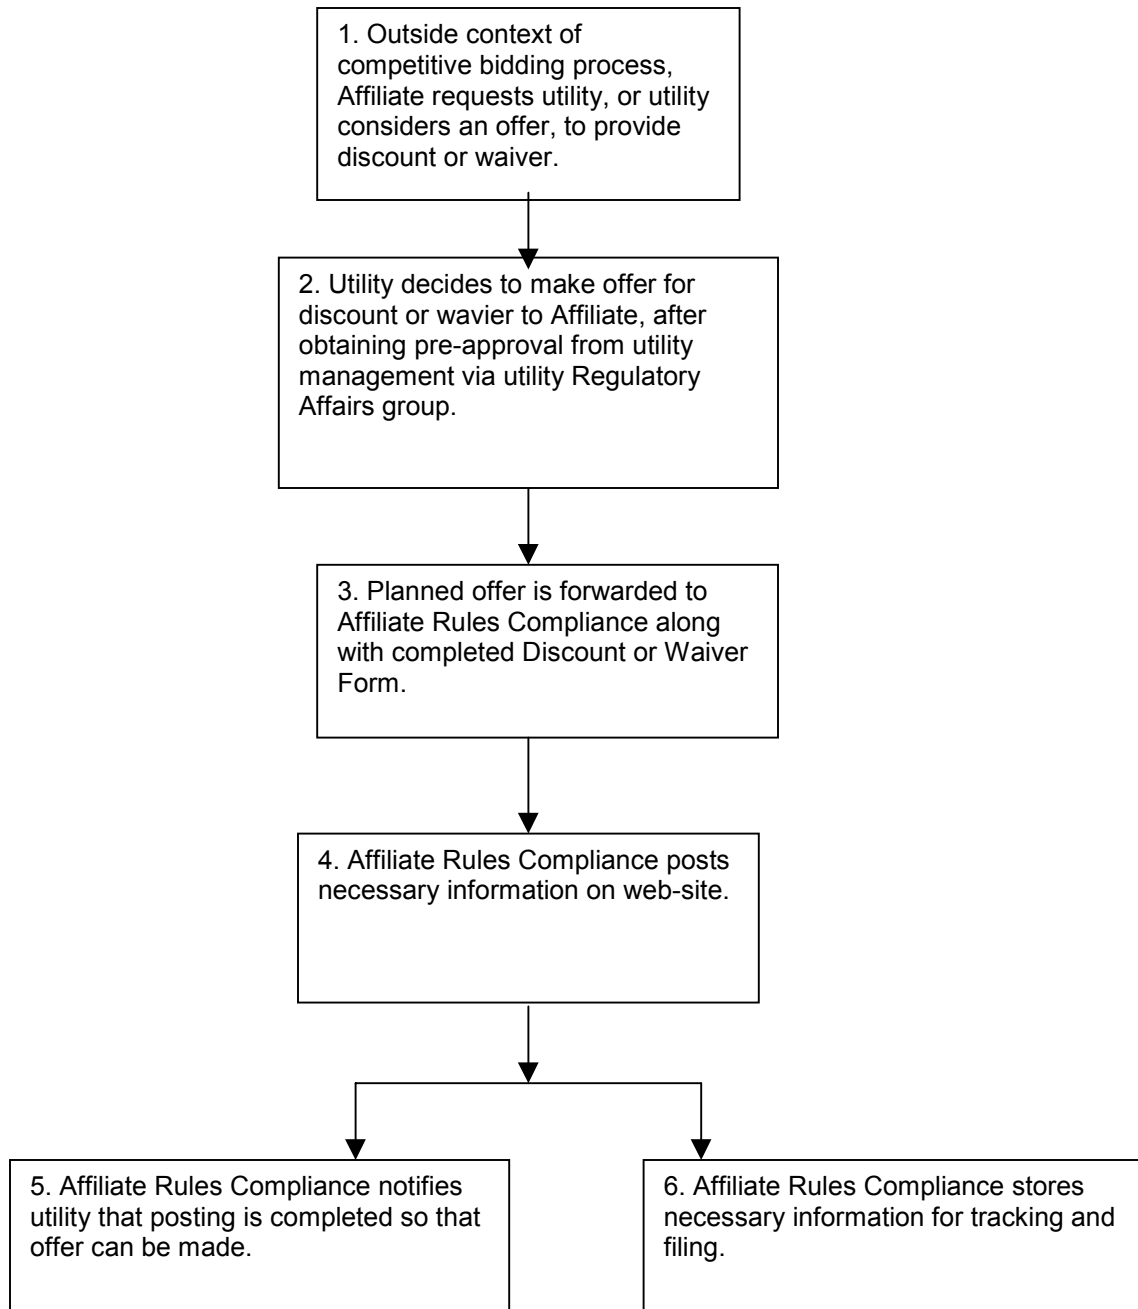 1. Outside context of
competitive bidding process,
Affiliate requests utility, or utility
considers an offer, to provide
discount or waiver.
2. Utility decides to make offer for
discount or wavier to Affiliate, after
obtaining pre-approval from utility
management via utility Regulatory
Affairs group.
3. Planned offer is forwarded to
Affiliate Rules Compliance along
with completed Discount or Waiver
Form.
4. Affiliate Rules Compliance posts
necessary information on web-site.
5. Affiliate Rules Compliance notifies
utility that posting is completed so that
offer can be made.
6. Affiliate Rules Compliance stores
necessary information for tracking and
filing.